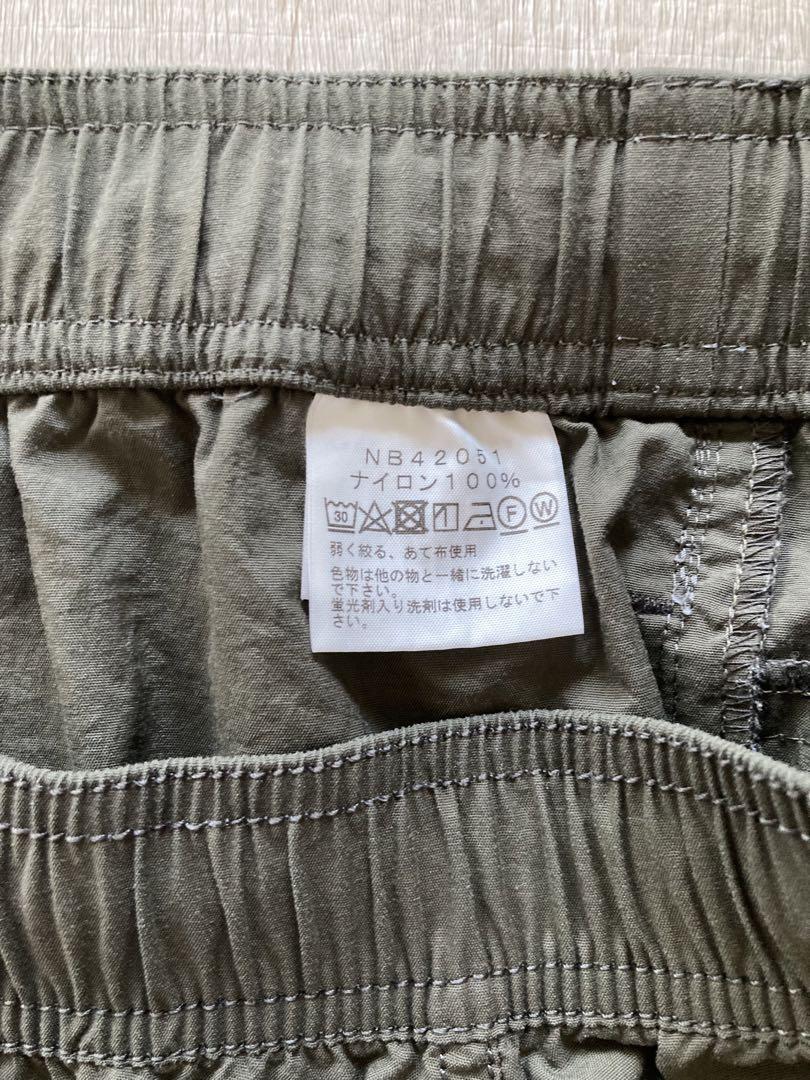 NB42051
ナイロン100%
30 F W
弱く絞る、あて布使用
色物は他の物と一緒に洗濯しない
で下さい。
蛍光剤入り洗剤は使用しないで下
さい。